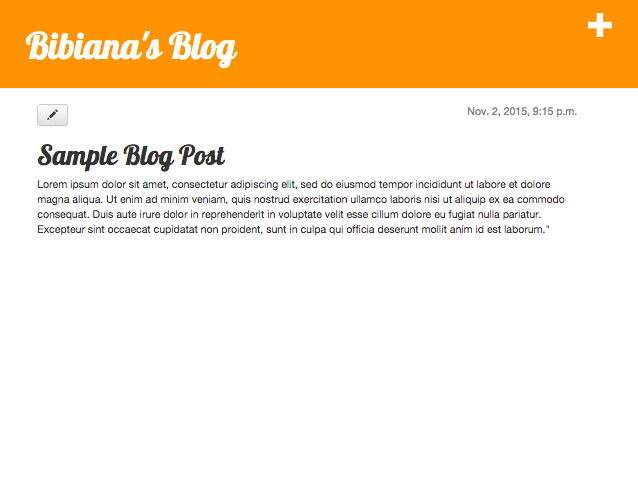 Bibiana's Blog
Nov. 2, 2015, 9:15 p.m.
Sample Blog Post
Lorem ipsum dolor sit amet, consectetur adipiscing elit, sed do eiusmod tempor incididunt ut labore et dolore
magna aliqua. Ut enim ad minim veniam, quis nostrud exercitation ullamco laboris nisi ut aliquip ex ea commodo
consequat. Duis aute irure dolor in reprehenderit in voluptate velit esse cillum dolore eu fugiat nulla pariatur.
Excepteur sint occaecat cupidatat non proident, sunt in culpa qui officia deserunt mollit anim id est laborum."